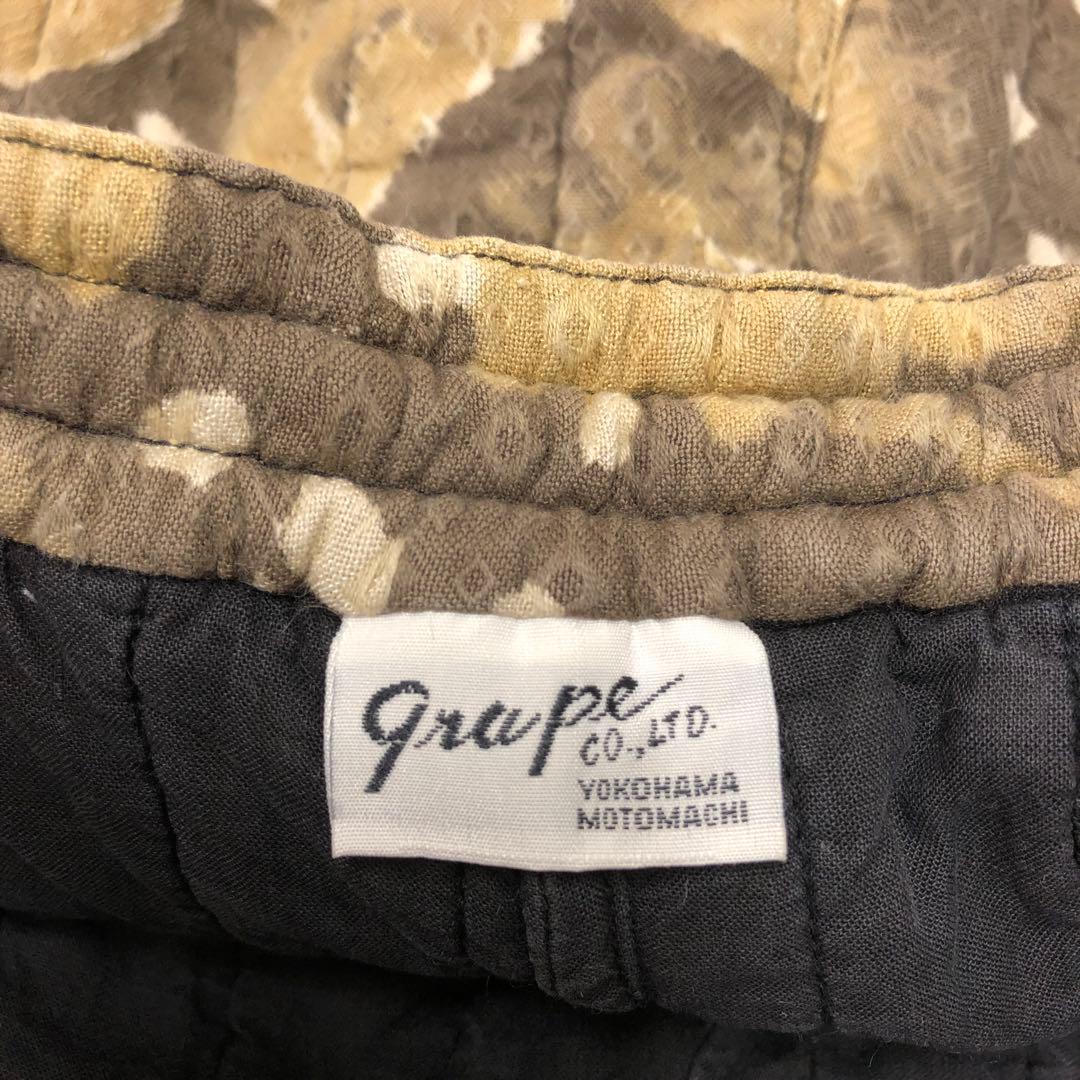 grape
CO., LTD.
YOKOHAMA
MOTOMACHI